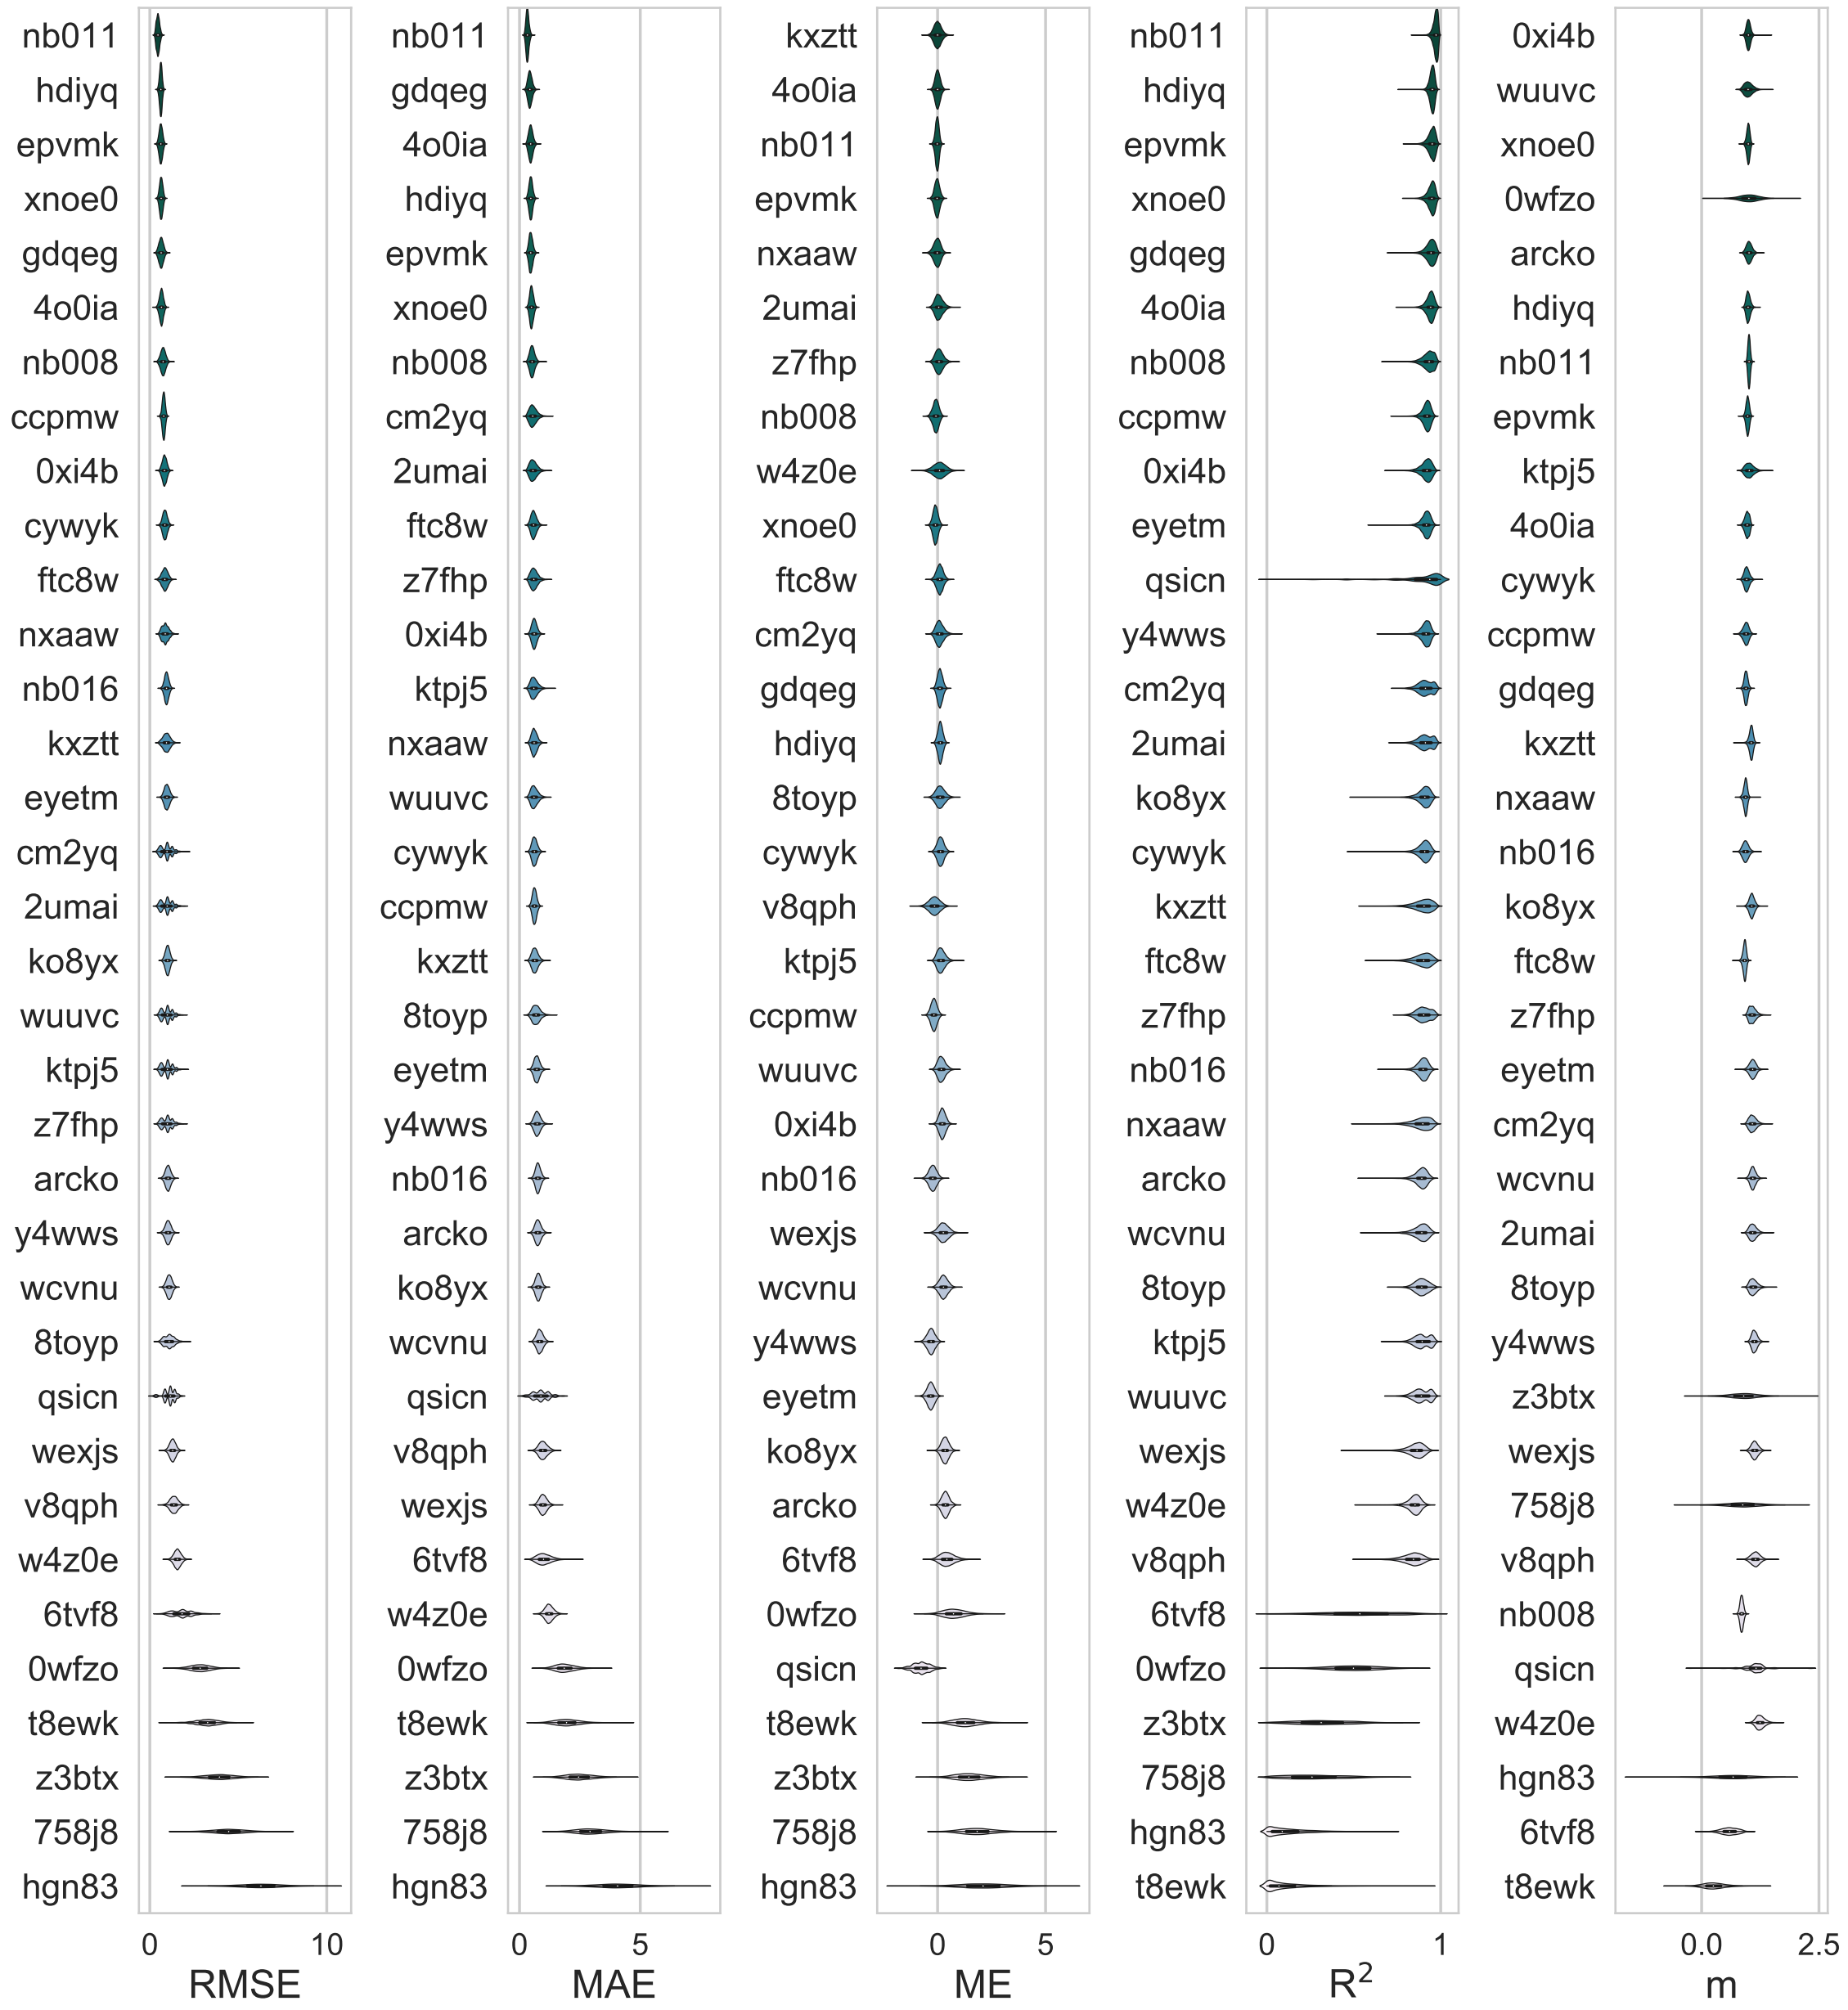 nb011 nb011 kxztt nb011 0xi4b
hdiyq gdqeg 4o0ia hdiyq wuuvc
epvmk 4o0ia nb011 epvmk xnoe0
xnoe0 hdiyq epvmk xnoe0 0wfzo
gdqeg epvmk nxaaw gdqeg arcko
4o0ia xnoe0 2umai 4o0ia hdiyq
nb008 nb008 z7fhp nb008 nb011
ccpmw cm2yq nb008 ccpmw epvmk
0xi4b 2umai w4z0e 0xi4b ktpj5
cywyk ftc8w xnoe0 eyetm 4o0ia
ftc8w z7fhp ftc8w qsicn cywyk
nxaaw 0xi4b cm2yq y4wws ccpmw
nb016 ktpj5 gdqeg cm2yq gdqeg
kxztt nxaaw hdiyq 2umai kxztt
eyetm wuuvc 8toyp ko8yx nxaaw
cm2yq cywyk cywyk cywyk nb016
2umai ccpmw v8qph kxztt ko8yx
ko8yx kxztt ktpj5 ftc8w ftc8w
wuuvc 8toyp ccpmw z7fhp z7fhp
ktpj5 eyetm wuuvc nb016 eyetm
z7fhp y4wws 0xi4b nxaaw cm2yq
arcko nb016 nb016 arcko wcvnu
y4wws arcko wexjs wcvnu 2umai
wcvnu ko8yx wcvnu 8toyp 8toyp
8toyp wcvnu y4wws ktpj5 y4wws
qsicn qsicn eyetm wuuvc z3btx
wexjs v8qph ko8yx wexjs wexjs
v8qph wexjs arcko w4z0e 758j8
w4z0e 6tvf8 6tvf8 v8qph v8qph
6tvf8 w4z0e 0wfzo 6tvf8 nb008
0wfzo 0wfzo qsicn 0wfzo qsicn
t8ewk t8ewk t8ewk z3btx w4z0e
z3btx z3btx z3btx 758j8 hgn83
758j8 758j8 758j8 hgn83 6tvf8
hgn83 hgn83 hgn83 t8ewk t8ewk
0 10 0 5 0 5 0 1 0.0 2.5
RMSE MAE ME R² m